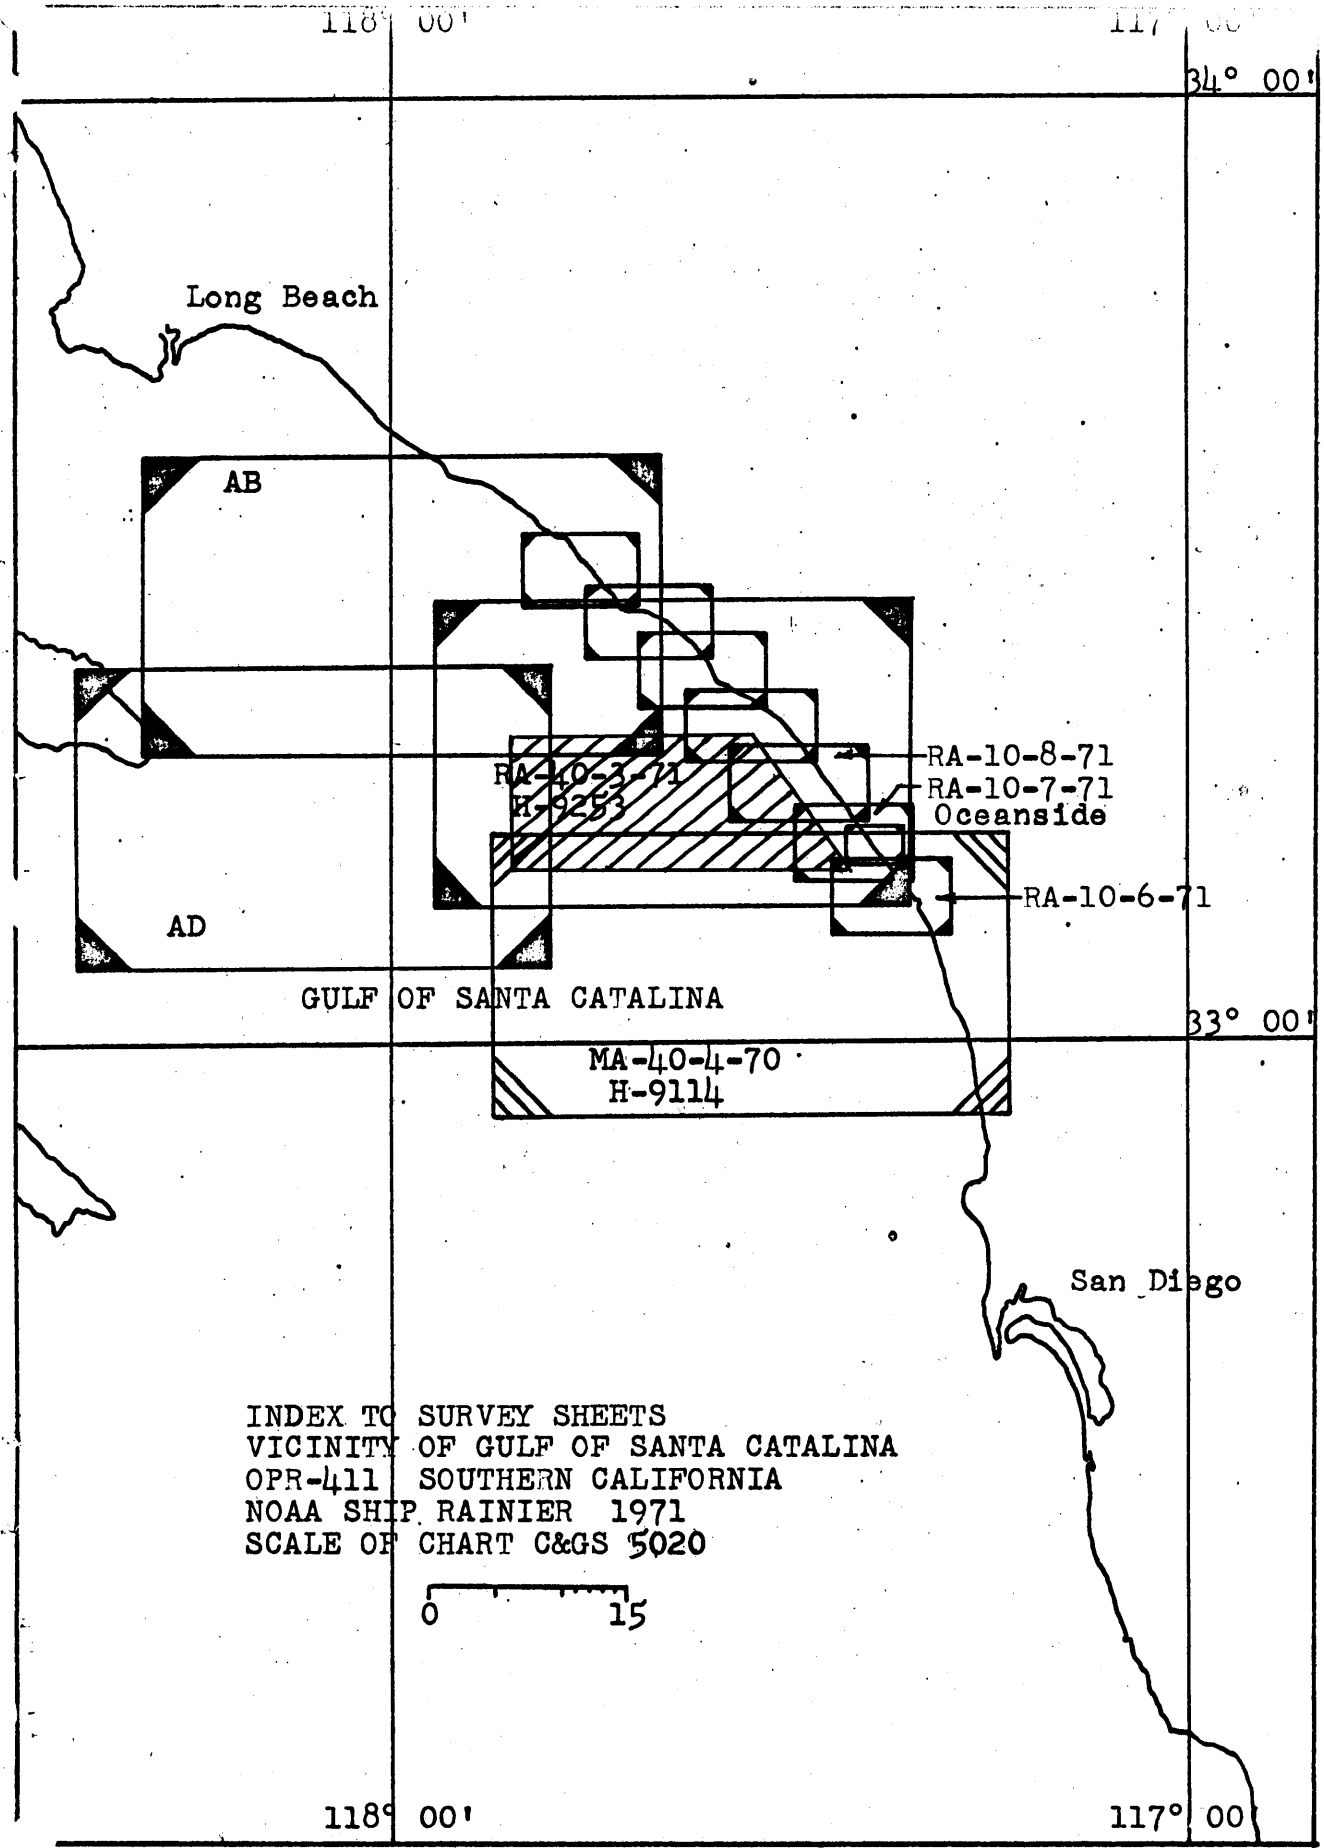 118° 00'
117° 00'
34° 00'
Long Beach
AB
RA-10-8-71
RA-40-3-71
RA-10-7-71
H-9253
Oceanside
RA-10-6-71
AD
GULF OF SANTA CATALINA
33° 00'
MA-40-4-70
H-9114
San Diego
INDEX TO SURVEY SHEETS
VICINITY OF GULF OF SANTA CATALINA
OPR-411 SOUTHERN CALIFORNIA
NOAA SHIP RAINIER 1971
SCALE OF CHART C&GS 5020
0 15
118° 00'
117° 00